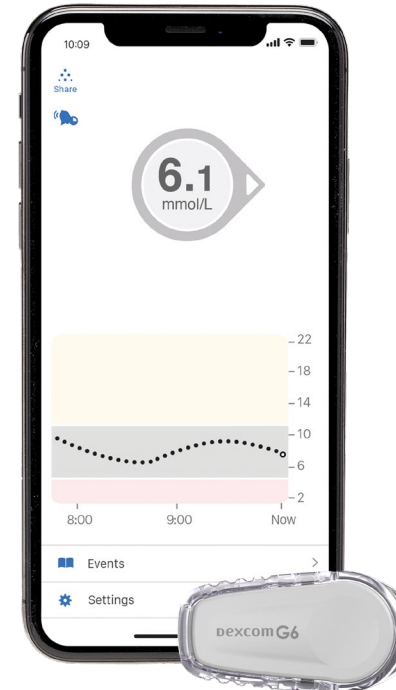 10:09
Share
6.1
mmol/L
22
18
14
10
6
2
8:00 9:00 Now
Events
Settings
Dexcom G6